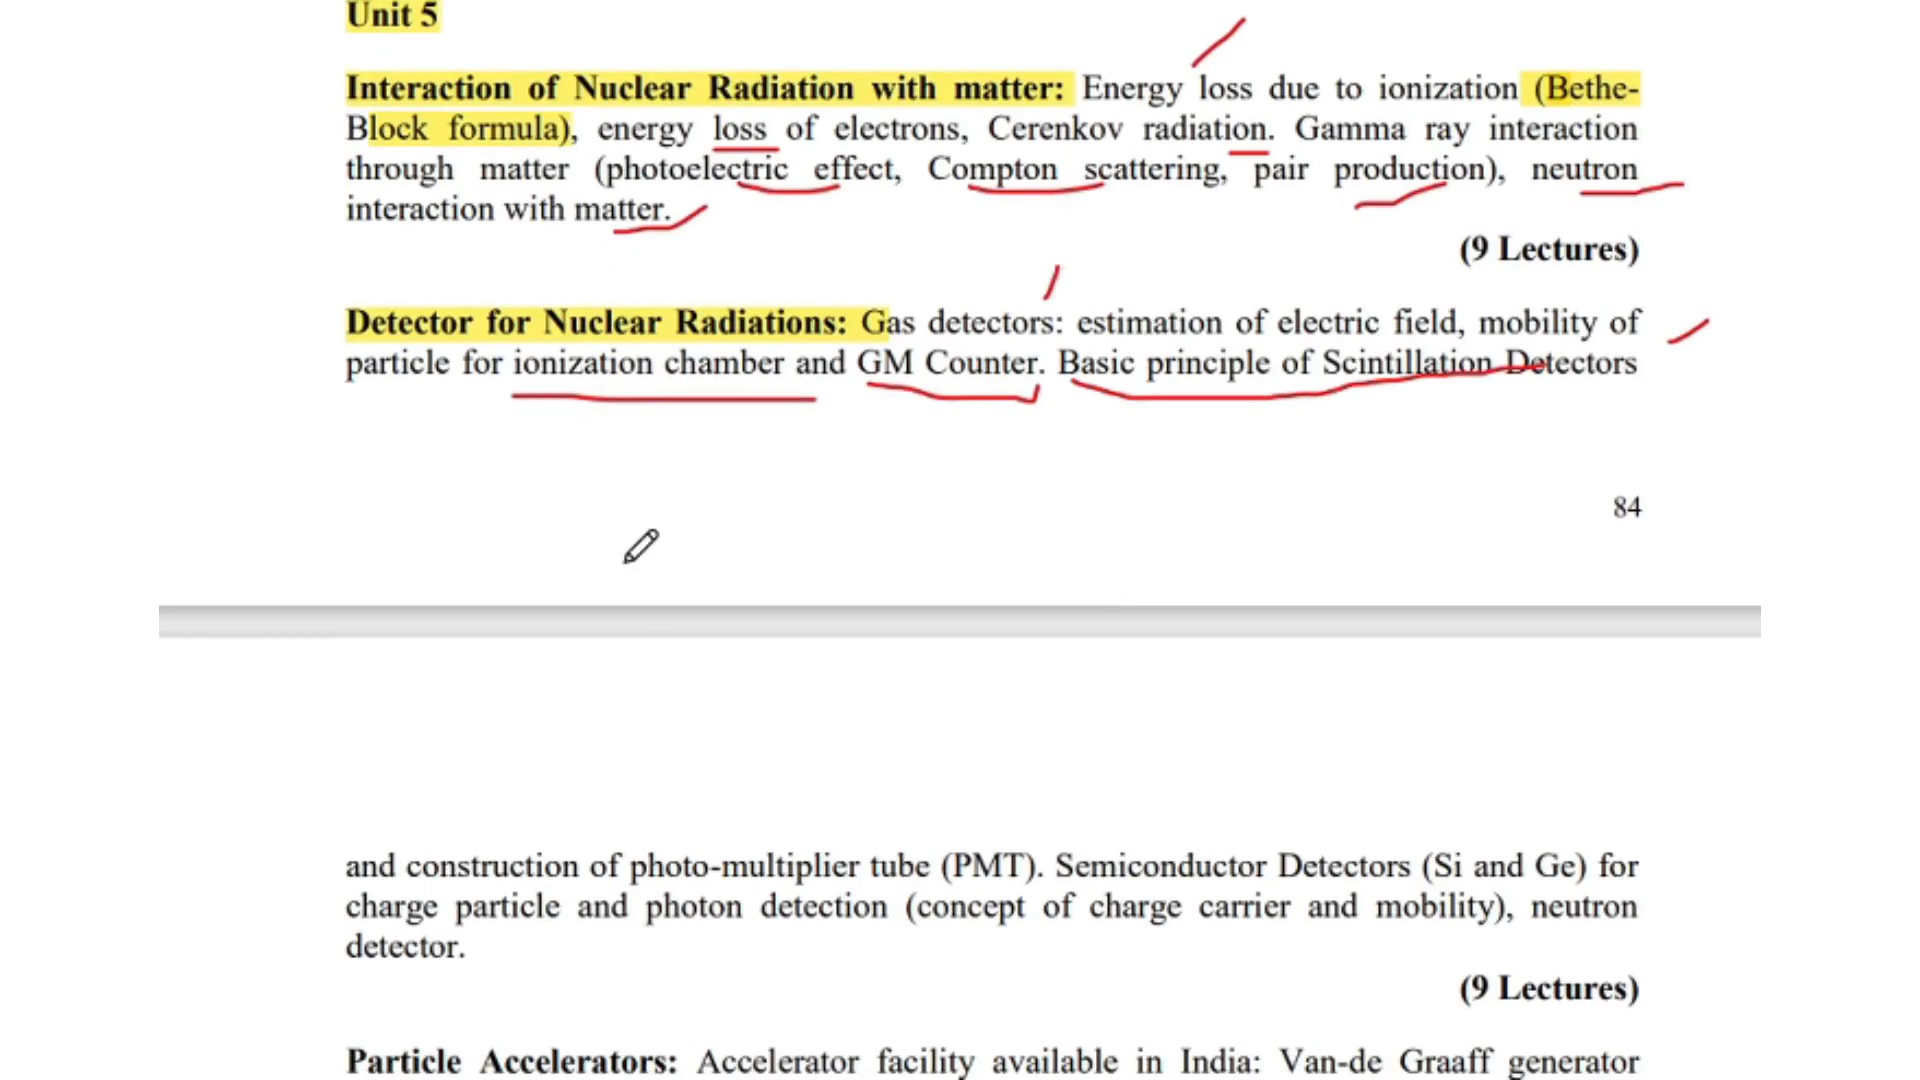 Unit 5
Interaction of Nuclear Radiation with matter: Energy loss due to ionization (Bethe-
Block formula), energy loss of electrons, Cerenkov radiation. Gamma ray interaction
through matter (photoelectric effect, Compton scattering, pair production), neutron
interaction with matter.
(9 Lectures)
Detector for Nuclear Radiations: Gas detectors: estimation of electric field, mobility of
particle for ionization chamber and GM Counter. Basic principle of Scintillation Detectors
84
and construction of photo-multiplier tube (PMT). Semiconductor Detectors (Si and Ge) for
charge particle and photon detection (concept of charge carrier and mobility), neutron
detector.
(9 Lectures)
Particle Accelerators: Accelerator facility available in India: Van-de Graaff generator